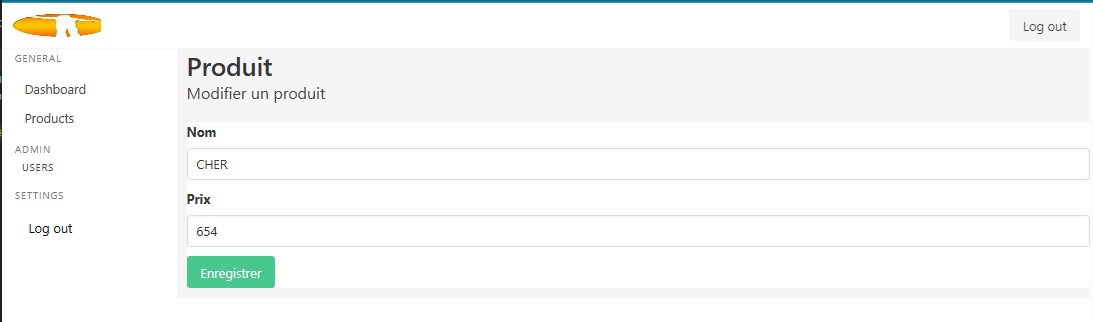 Log out
GENERAL
Dashboard
Products
ADMIN
USERS
SETTINGS
Log out
Produit
Modifier un produit
Nom
CHER
Prix
654
Enregistrer